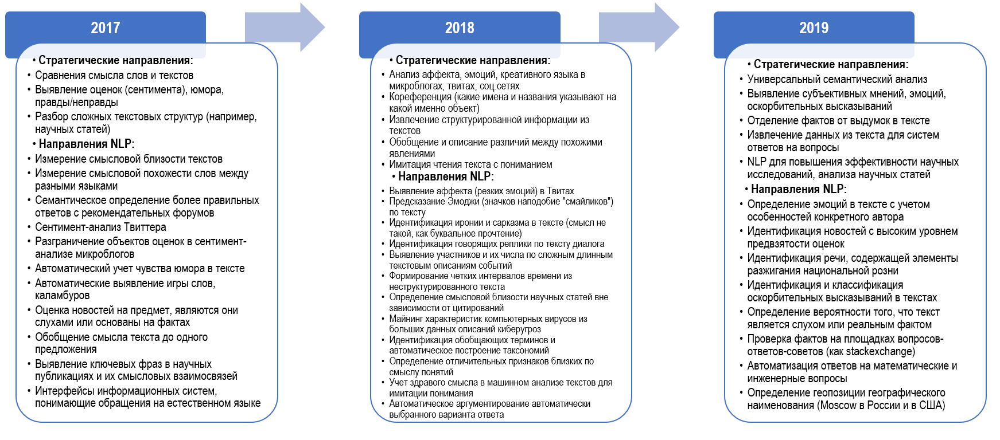 2017
• Стратегические направления:
• Сравнения смысла слов и текстов
• Выявление оценок (сентимента), юмора,
правды/неправды
• Разбор сложных текстовых структур (например,
научных статей)
• Направления NLP:
• Измерение смысловой близости текстов
• Измерение смысловой похожести слов между
разными языками
• Семантическое определение более правильных
ответов с рекомендательных форумов
• Сентимент-анализ Твиттера
• Разграничение объектов оценок в сентимент-
анализе микроблогов
• Автоматический учет чувства юмора в тексте
• Автоматические выявление игры слов,
каламбуров
• Оценка новостей на предмет, являются они
слухами или основаны на фактах
• Обобщение смысла текста до одного
предложения
• Выявление ключевых фраз в научных
публикациях и их смысловых взаимосвязей
• Интерфейсы информационных систем,
понимающие обращения на естественном языке
2018
• Стратегические направления:
• Анализ аффекта, эмоций, креативного языка в
микроблогах, твитах, соц.сетях
• Кореференция (какие имена и названия указывают на
какой именно объект)
• Извлечение структурированной информации из
текстов
• Обобщение и описание различий между похожими
явлениями
• Имитация чтения текста с пониманием
• Направления NLP:
• Выявление аффекта (резких эмоций) в Твитах
• Предсказание Эмоджи (значков наподобие "смайликов")
по тексту
• Идентификация иронии и сарказма в тексте (смысл не
такой, как буквальное прочтение)
• Идентификация говорящих реплики по тексту диалога
• Выявление участников и их числа по сложным длинным
текстовым описаниям событий
• Формирование четких интервалов времени из
неструктурированного текста
• Определение смысловой близости научных статей вне
зависимости от цитирований
• Майнинг характеристик компьютерных вирусов из
больших данных описаний киберугроз
• Идентификация обобщающих терминов и
автоматическое построение таксономий
• Определение отличительных признаков близких по
смыслу понятий
• Учет здравого смысла в машинном анализе текстов для
имитации понимания
• Автоматическое аргументирование автоматически
выбранного варианта ответа
2019
• Стратегические направления:
• Универсальный семантический анализ
• Выявление субъективных мнений, эмоций,
оскорбительных высказываний
• Отделение фактов от выдумок в тексте
• Извлечение данных из текста для систем
ответов на вопросы
• NLP для повышения эффективности научных
исследований, анализа научных статей
• Направления NLP:
• Определение эмоций в тексте с учетом
особенностей конкретного автора
• Идентификация новостей с высоким уровнем
предвзятости оценок
• Идентификация речи, содержащей элементы
разжигания национальной розни
• Идентификация и классификация
оскорбительных высказываний в текстах
• Определение вероятности того, что текст
является слухом или реальным фактом
• Проверка фактов на площадках вопросов-
ответов-советов (как stackexchange)
• Автоматизация ответов на математические и
инженерные вопросы
• Определение геопозиции географического
наименования (Moscow в России и в США)